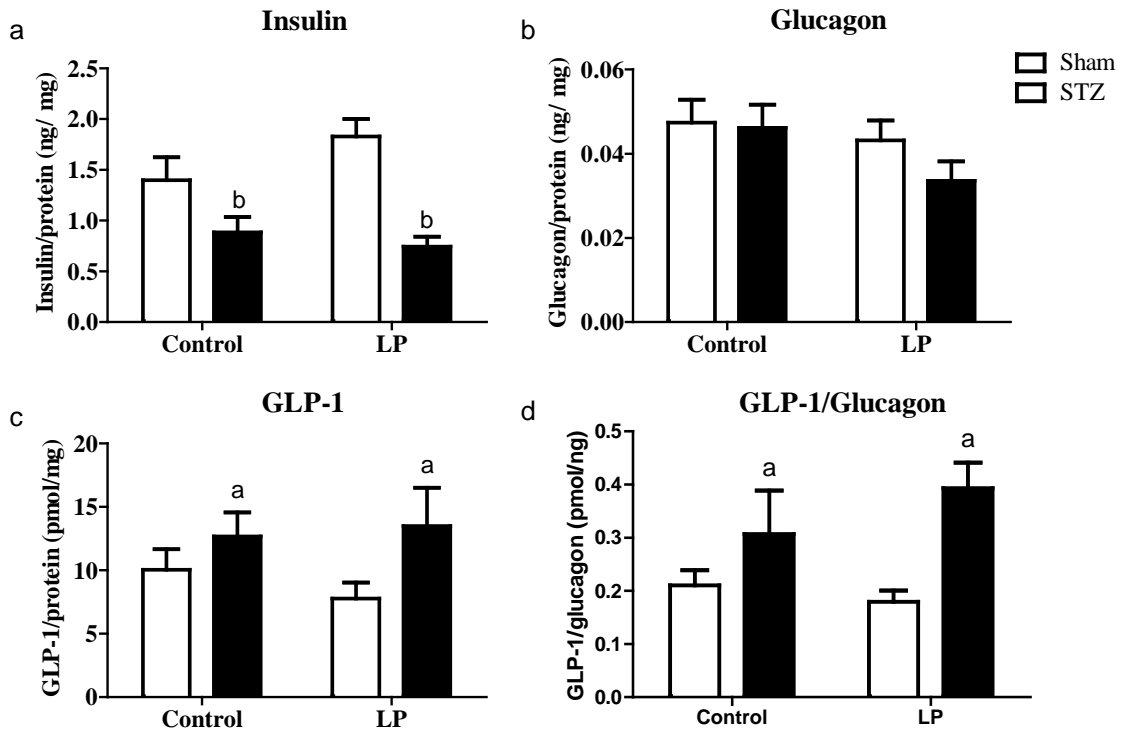 a
Insulin
Insulin/protein (ng/ mg)
2.5
2.0
1.5
1.0
0.5
0.0
b
b
Control
LP
b
Glucagon
Glucagon/protein (ng/ mg)
0.06
0.04
0.02
0.00
Control
LP
Sham
STZ
c
GLP-1
GLP-1/protein (pmol/mg)
20
15
10
5
0
a
a
Control
LP
d
GLP-1/Glucagon
GLP-1/glucagon (pmol/ng)
0.5
0.4
0.3
0.2
0.1
0.0
a
a
Control
LP